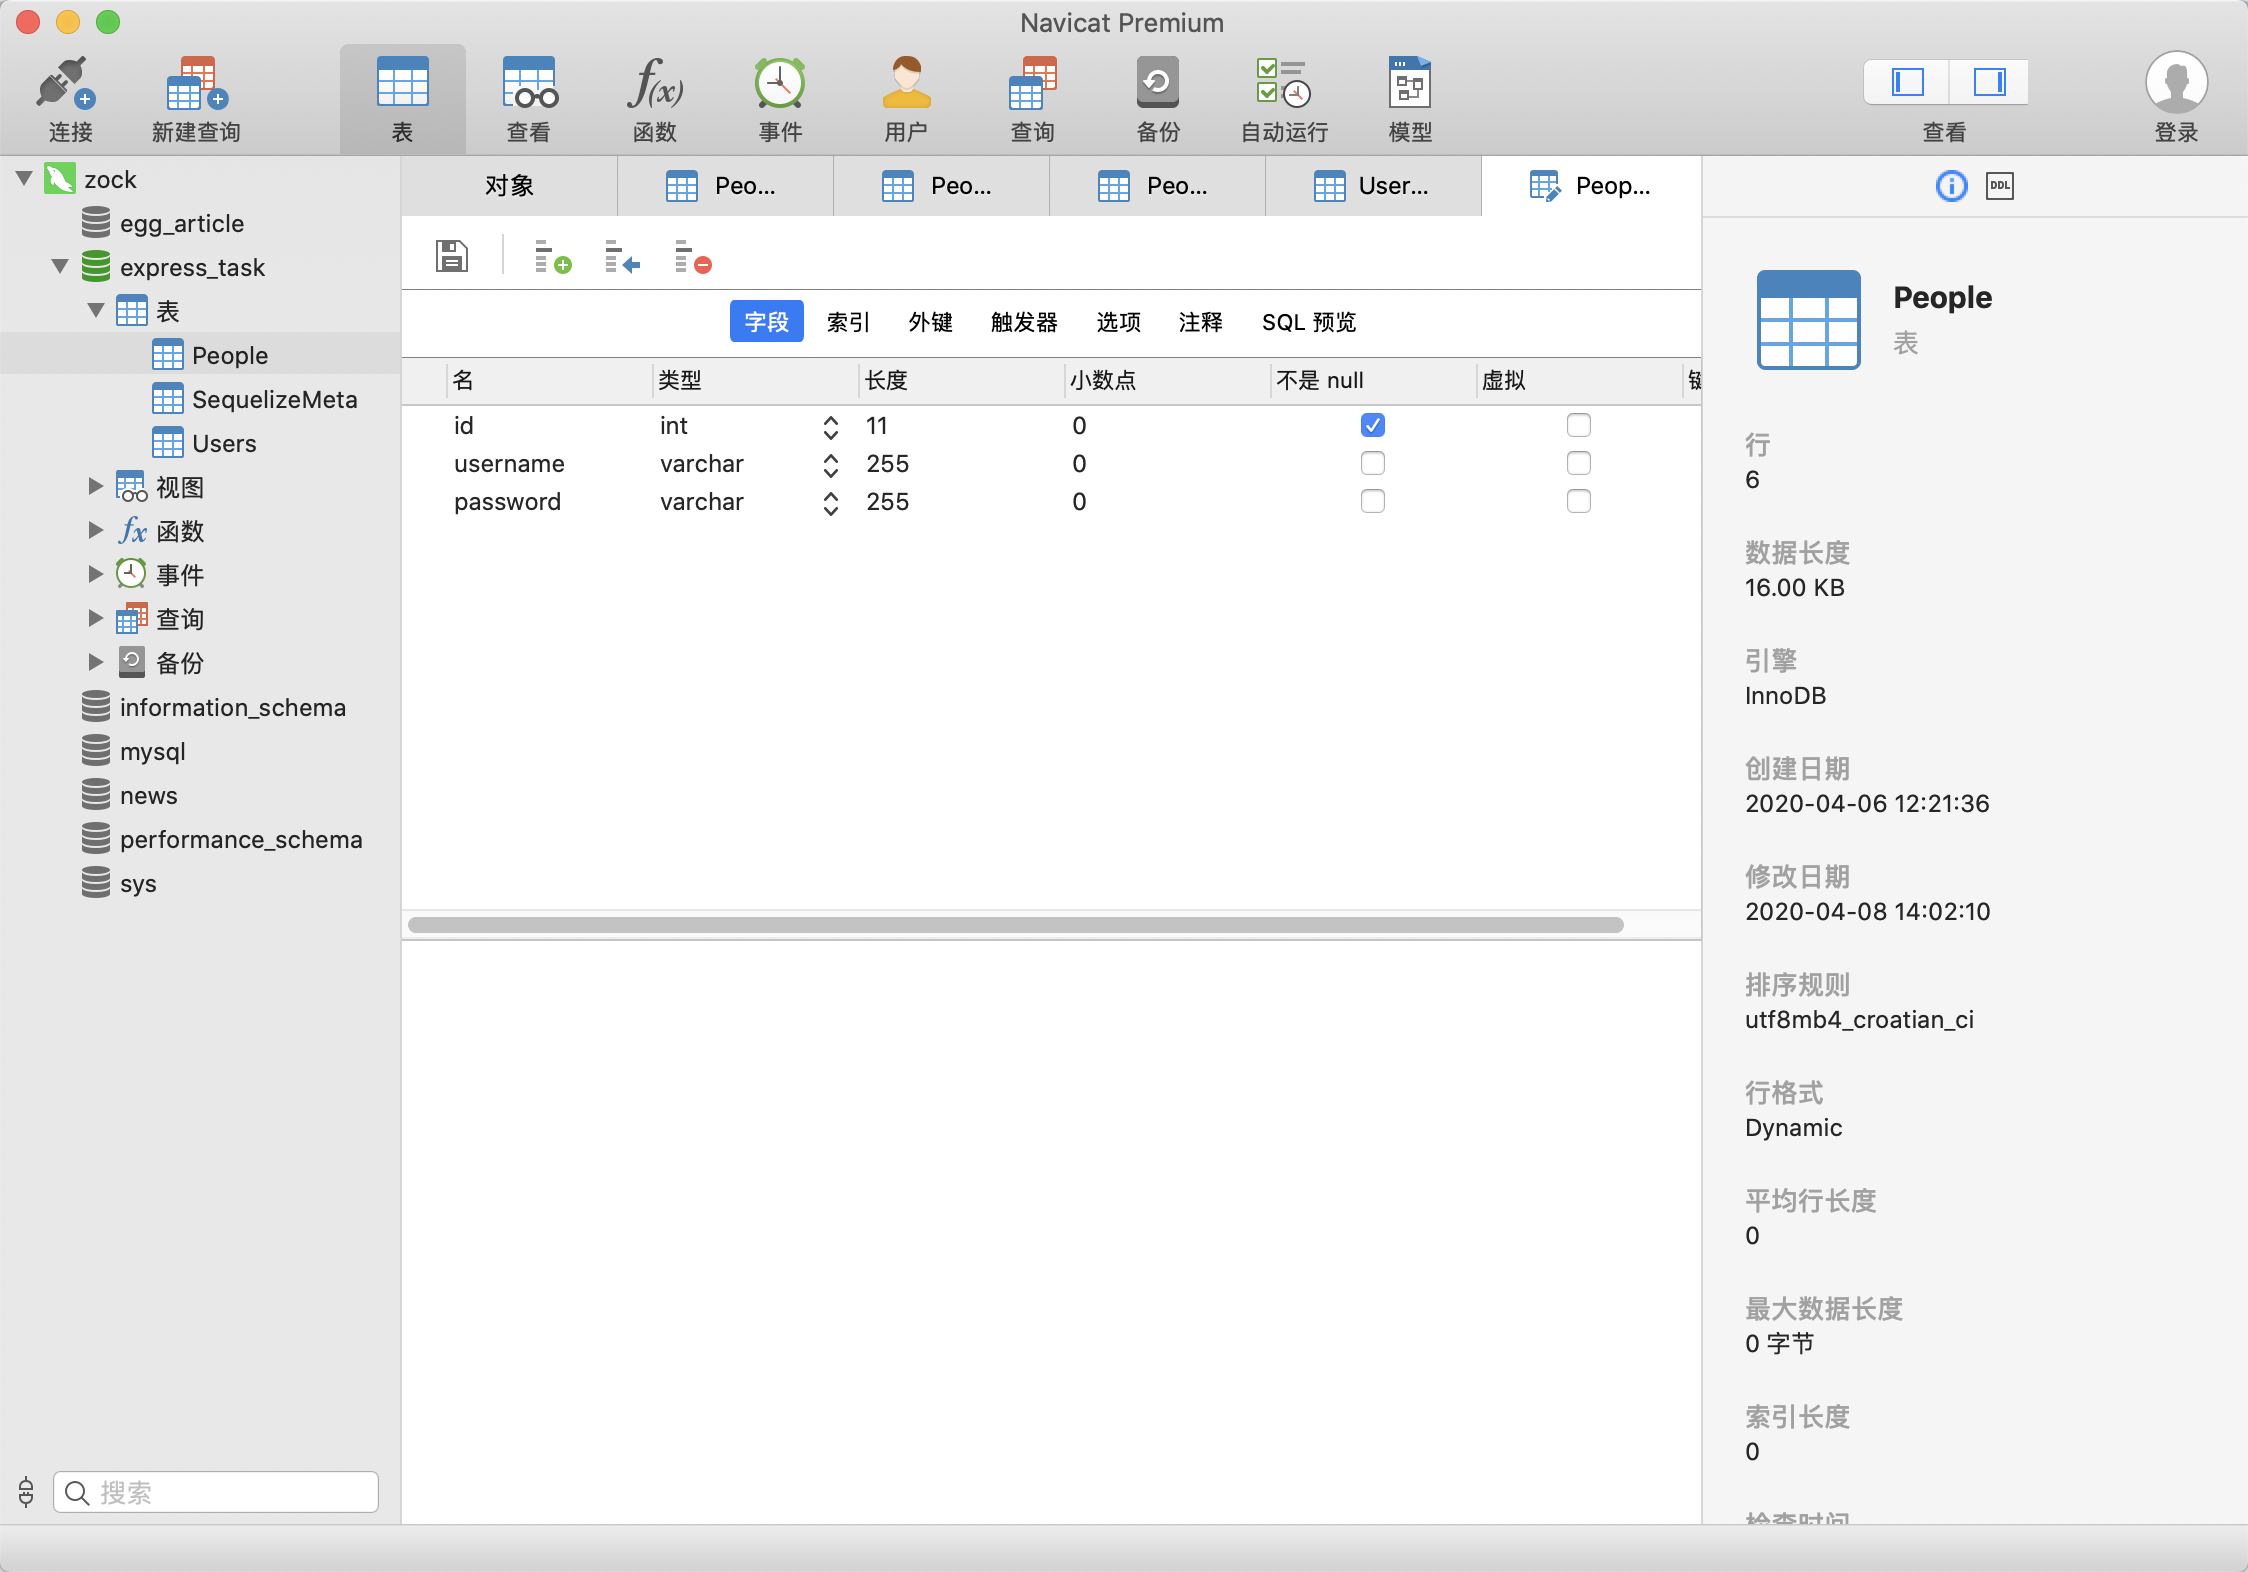 Navicat Premium
连接
新建查询
表
查看
函数
事件
用户
查询
备份
自动运行
模型
查看
登录
zock
egg_article
express_task
表
People
SequelizeMeta
Users
视图
函数
事件
查询
备份
information_schema
mysql
news
performance_schema
sys
搜索
对象
Peo...
Peo...
Peo...
User...
Peop...
字段 索引 外键 触发器 选项 注释 SQL 预览
名 类型 长度 小数点 不是 null 虚拟
id int 11 0
username varchar 255 0
password varchar 255 0
DDL
People
表
行
6
数据长度
16.00 KB
引擎
InnoDB
创建日期
2020-04-06 12:21:36
修改日期
2020-04-08 14:02:10
排序规则
utf8mb4_croatian_ci
行格式
Dynamic
平均行长度
0
最大数据长度
0 字节
索引长度
0
检查时间